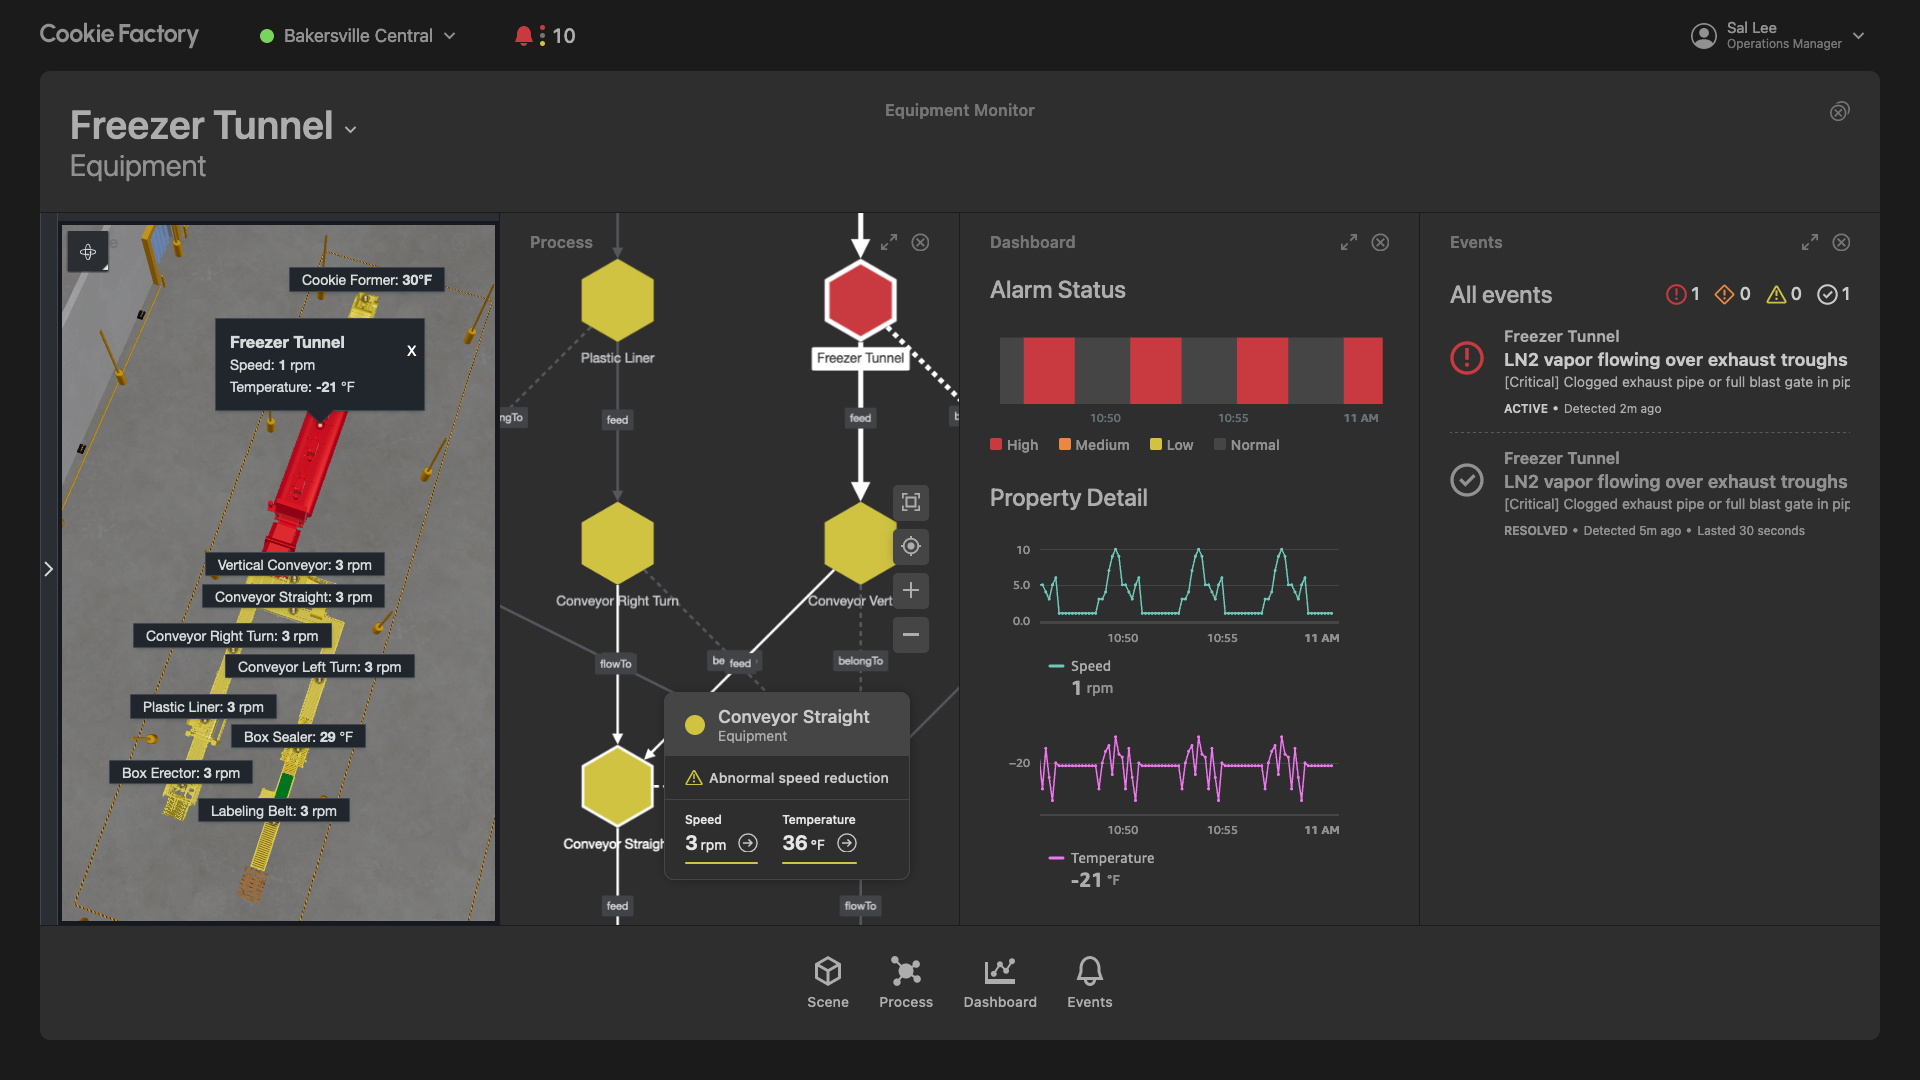 Cookie Factory
Bakersville Central
10
Sal Lee
Operations Manager
Freezer Tunnel
Equipment
Equipment Monitor
Cookie Former: 30°F
Freezer Tunnel
X
Speed: 1 rpm
Temperature: -21 °F
Vertical Conveyor: 3 rpm
Conveyor Straight: 3 rpm
Conveyor Right Turn: 3 rpm
Conveyor Left Turn: 3 rpm
Plastic Liner: 3 rpm
Box Sealer: 29 °F
Box Erector: 3 rpm
Labeling Belt: 3 rpm
Process
Plastic Liner
Freezer Tunnel
ngTo
feed
feed
b
Conveyor Right Turn
Conveyor Vert
flowTo
be
feed
belongTo
Conveyor Straigh
feed
flowTo
Conveyor Straight
Equipment
Abnormal speed reduction
Speed
3 rpm
Temperature
36 °F
Dashboard
Alarm Status
10:50
10:55
11 AM
High
Medium
Low
Normal
Property Detail
10
5.0
0.0
10:50
10:55
11 AM
Speed
1 rpm
-20
10:50
10:55
11 AM
Temperature
-21 °F
Events
All events
1
0
0
1
Freezer Tunnel
LN2 vapor flowing over exhaust troughs
[Critical] Clogged exhaust pipe or full blast gate in pip
ACTIVE • Detected 2m ago
Freezer Tunnel
LN2 vapor flowing over exhaust troughs
[Critical] Clogged exhaust pipe or full blast gate in pip
RESOLVED • Detected 5m ago • Lasted 30 seconds
Scene
Process
Dashboard
Events